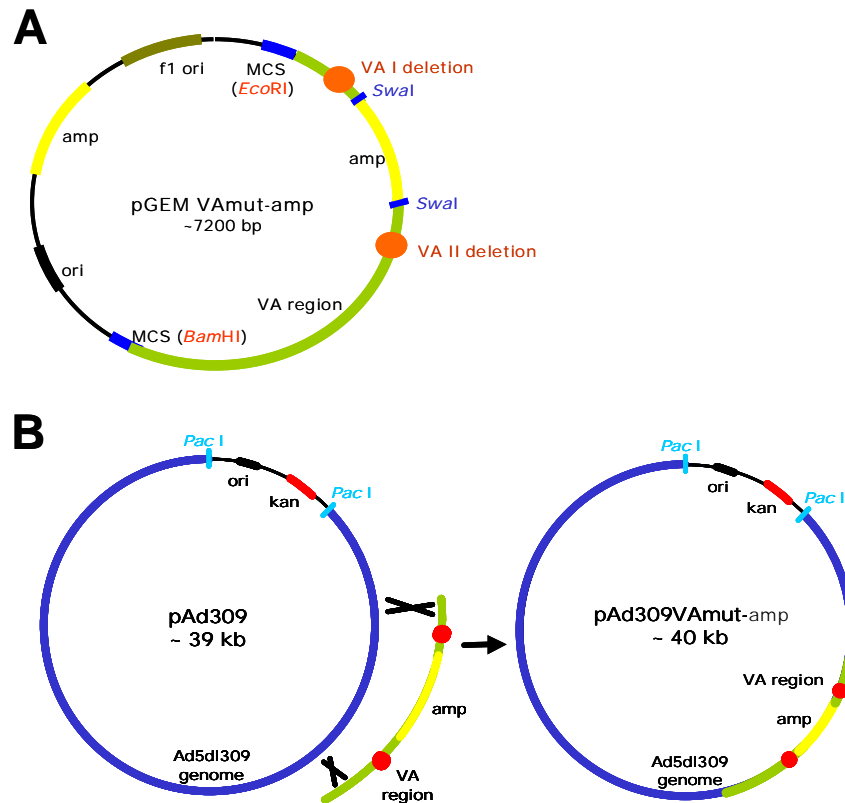 A
f1 ori
MCS
(EcoRI)
VA I deletion
SwaI
amp
amp
pGEM VAmut-amp
~7200 bp
SwaI
VA II deletion
ori
VA region
MCS (BamHI)
B
Pac I
ori
kan
Pac I
pAd309
~ 39 kb
amp
VA
region
Ad5dl309
genome
Pac I
ori
kan
Pac I
pAd309VAmut-amp
~ 40 kb
VA region
amp
Ad5dl309
genome